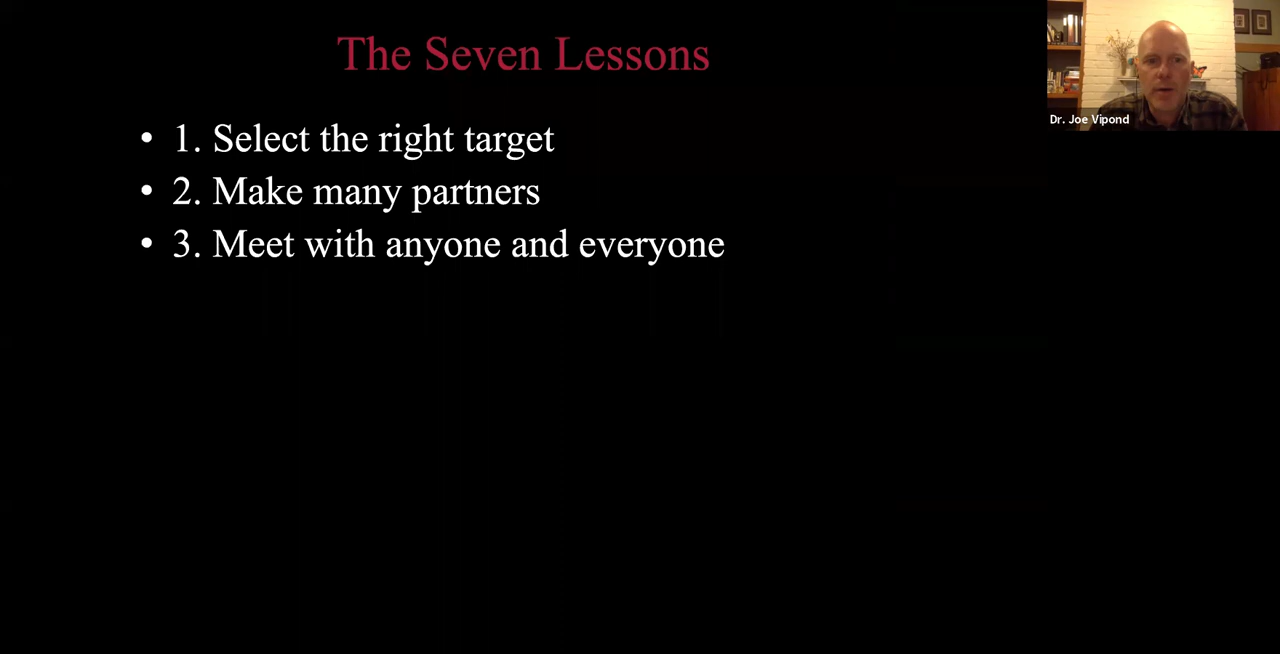 The Seven Lessons
• 1. Select the right target
• 2. Make many partners
• 3. Meet with anyone and everyone
Dr. Joe Vipond